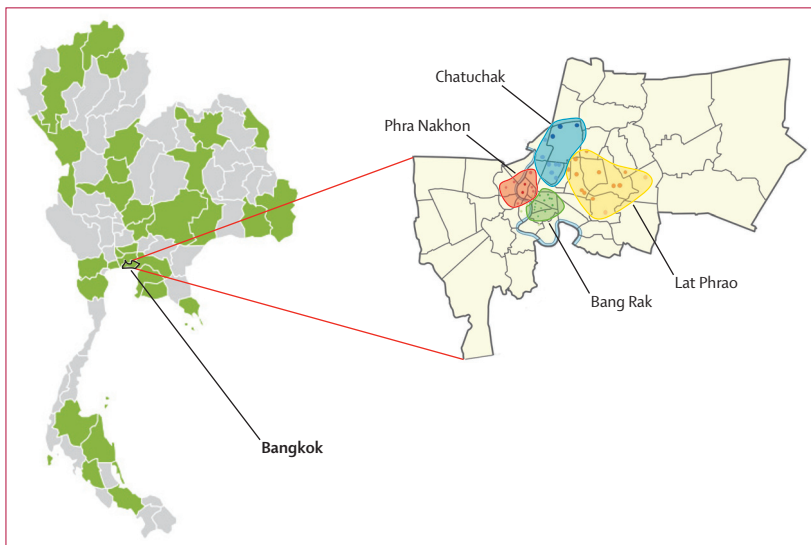 Chatuchak
Phra Nakhon
Lat Phrao
Bang Rak
Bangkok